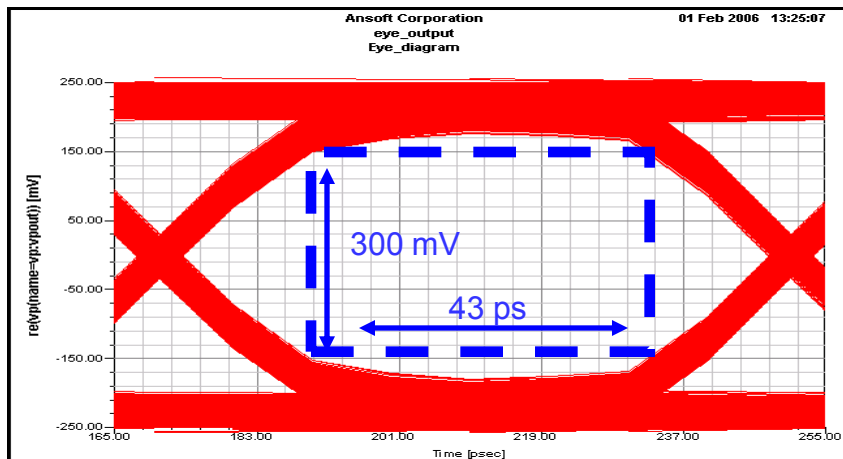 Ansoft Corporation
01 Feb 2006 13:25:07
eye_output
Eye_diagram
250.00
150.00
50.00
-50.00
-150.00
-250.00
re(vp(name=vp:vpout)) [mV]
300 mV
43 ps
165.00 183.00 201.00 219.00 237.00 255.00
Time [psec]